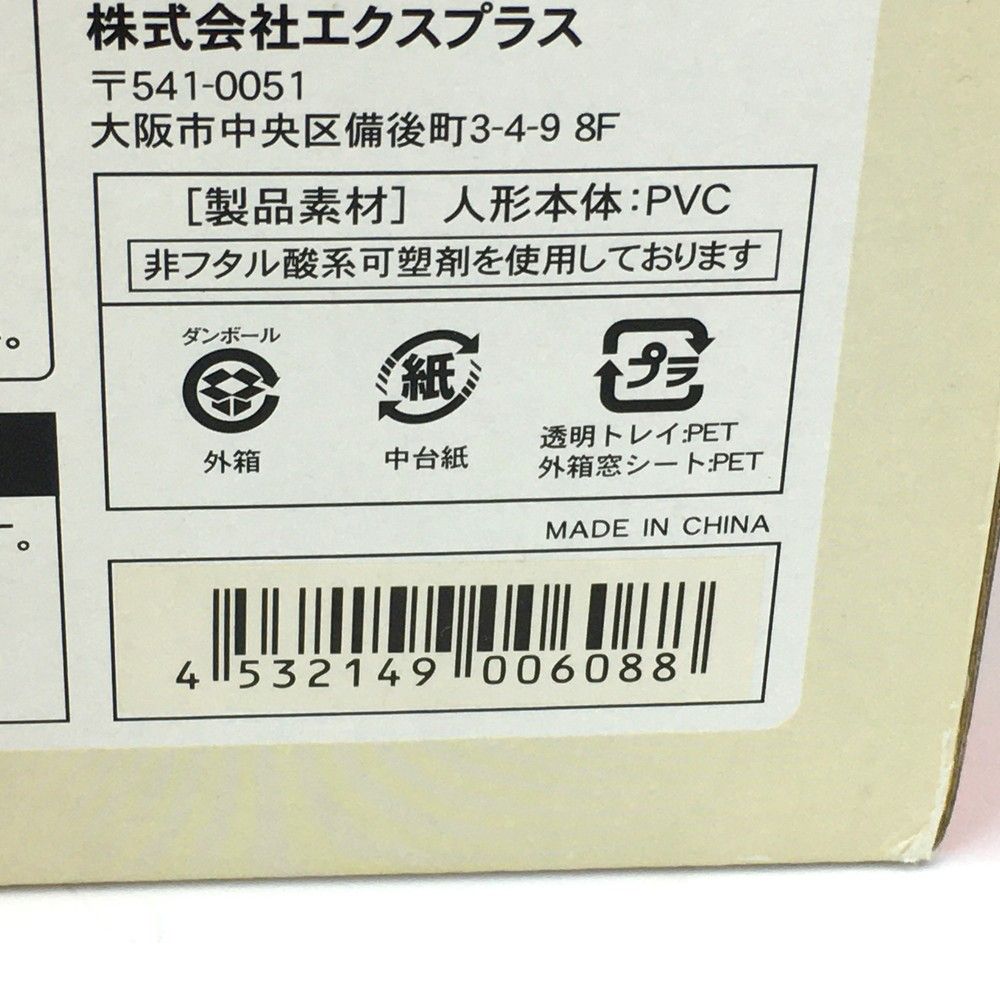 株式会社エクスプラス
〒541-0051
大阪市中央区備後町3-4-9 8F
［製品素材］ 人形本体：PVC
非フタル酸系可塑剤を使用しております
ダンボール
紙
プラ
外箱
中台紙
透明トレイ:PET
外箱窓シート:PET
MADE IN CHINA
4 532149 006088